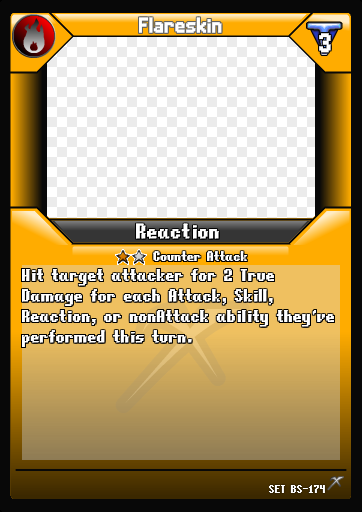 Flareskin
3
Reaction
Counter Attack
Hit target attacker for 2 True
Damage for each Attack, Skill,
Reaction, or nonAttack ability they've
performed this turn.
SET BS-174